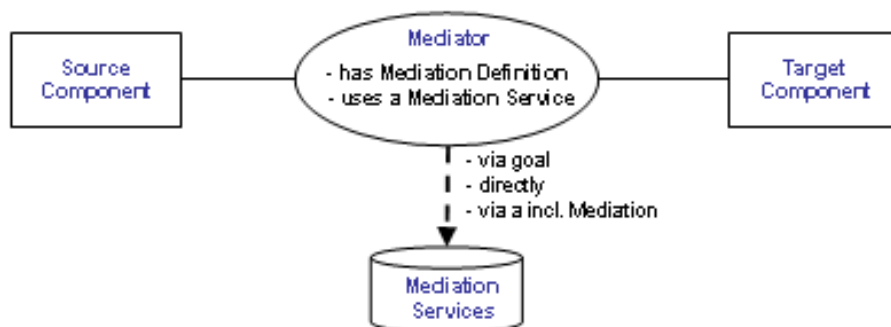 Mediator
Source
Component
- has Mediation Definition
- uses a Mediation Service
Target
Component
- via goal
- directly
- via a incl. Mediation
Mediation
Services